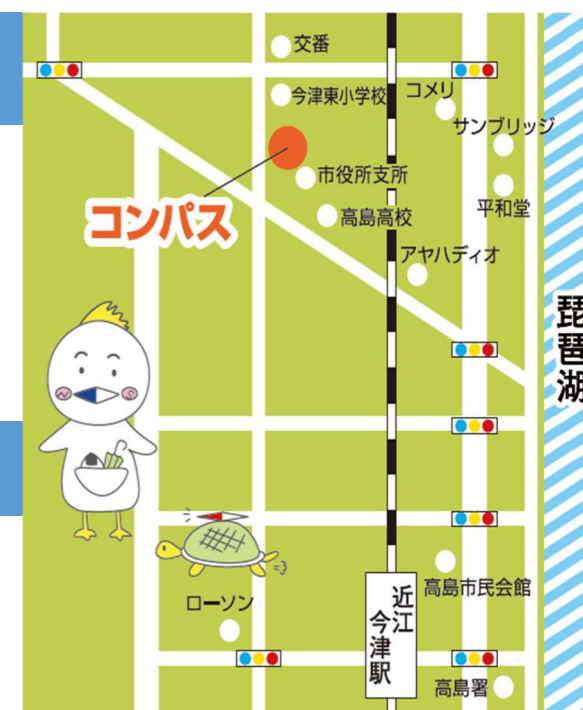 交番
今津東小学校
コメリ
サンブリッジ
市役所支所
平和堂
コンパス
高島高校
アヤハディオ
琵琶湖
N
S
高島市民会館
ローソン
近江
今津駅
高島署